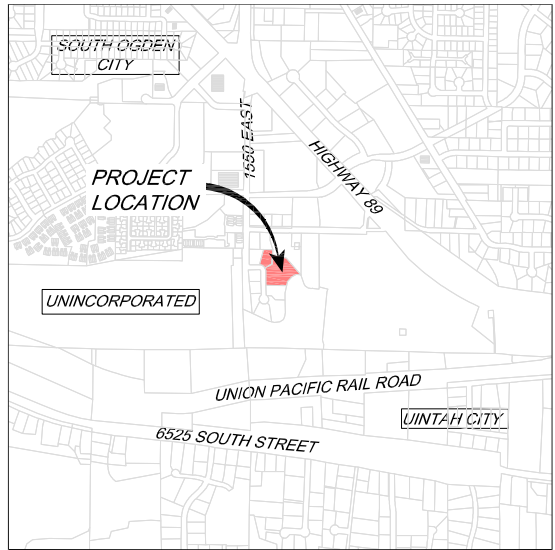 SOUTH OGDEN
CITY
1550 EAST
HIGHWAY 89
PROJECT
LOCATION
UNINCORPORATED
UNION PACIFIC RAIL ROAD
UINTAH CITY
6525 SOUTH STREET